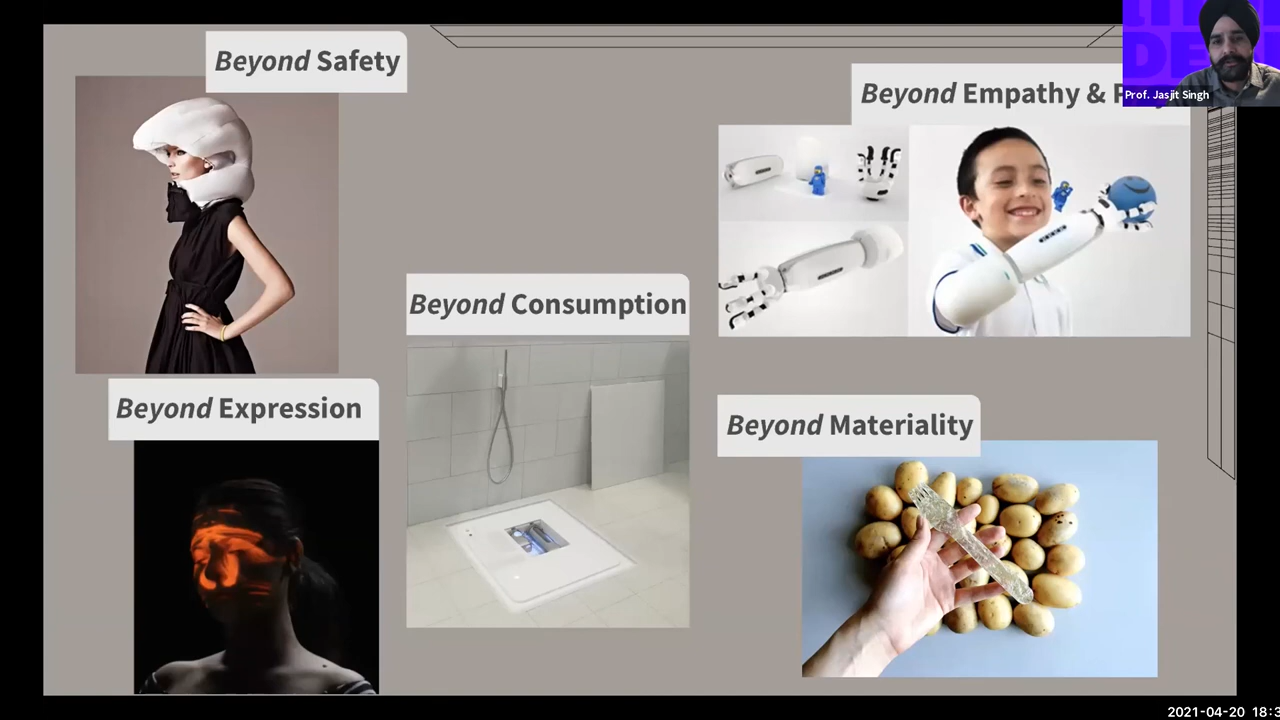 Beyond Safety
Beyond Empathy &
Prof. Jasjit Singh
Beyond Consumption
Beyond Expression
Beyond Materiality
2021-04-20 18:3